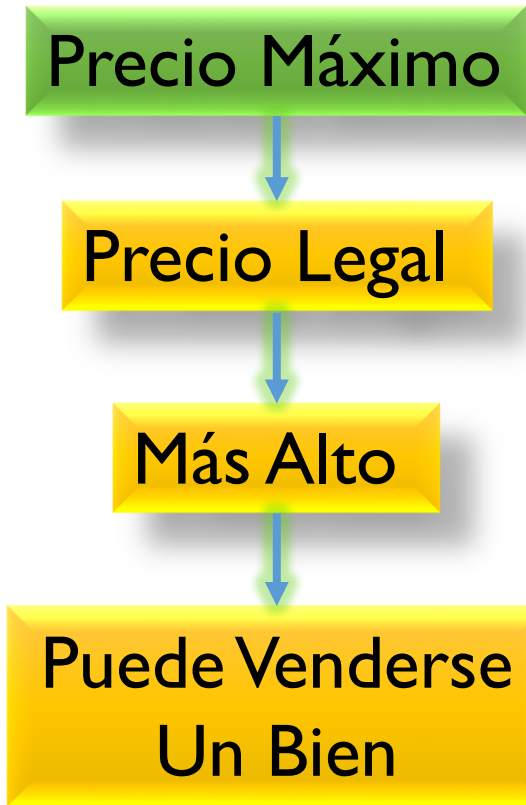 Precio Máximo
Precio Legal
Más Alto
Puede Venderse
Un Bien